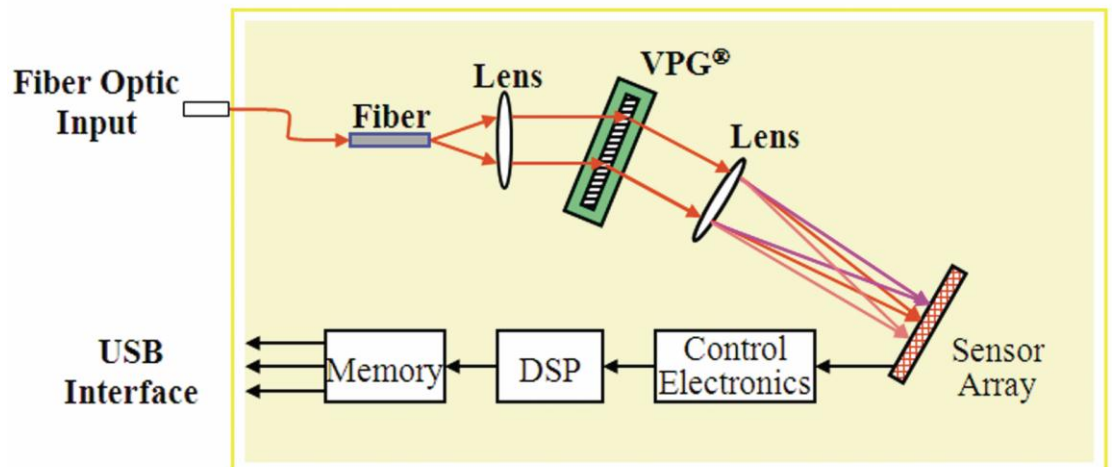 Fiber Optic
Input
Fiber
Lens
VPG®
Lens
USB
Interface
Memory
DSP
Control
Electronics
Sensor
Array